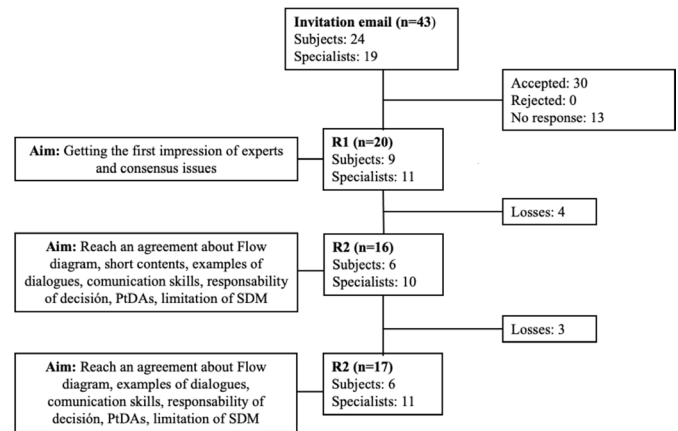 Invitation email (n=43)
Subjects: 24
Specialists: 19
Accepted: 30
Rejected: 0
No response: 13
R1 (n=20)
Subjects: 9
Specialists: 11
Aim: Getting the first impression of experts
and consensus issues
Losses: 4
R2 (n=16)
Subjects: 6
Specialists: 10
Aim: Reach an agreement about Flow
diagram, short contents, examples of
dialogues, comunication skills, responsability
of decisión, PtDAs, limitation of SDM
Losses: 3
R2 (n=17)
Subjects: 6
Specialists: 11
Aim: Reach an agreement about Flow
diagram, examples of dialogues,
comunication skills, responsability of
decisión, PtDAs, limitation of SDM